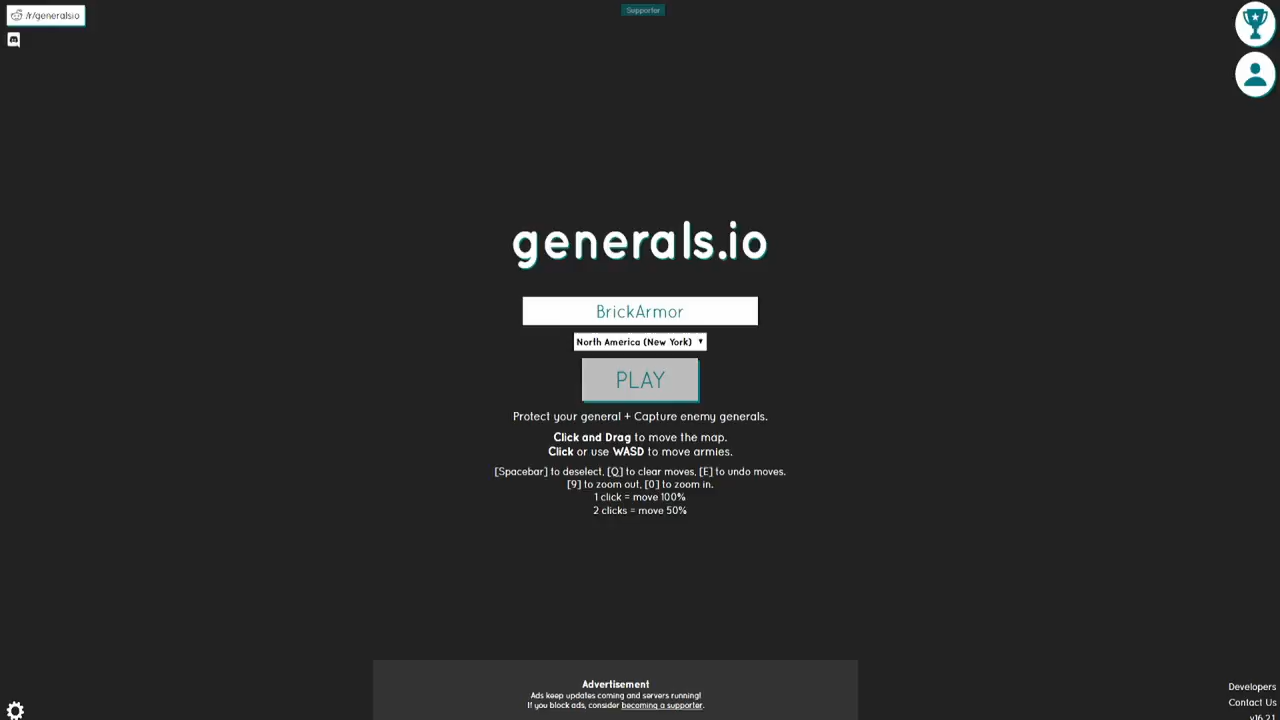 /r/generalsio
Supporter
generals.io
BrickArmor
North America (New York)
PLAY
Protect your general + Capture enemy generals.
Click and Drag to move the map.
Click or use WASD to move armies.
[Spacebar] to deselect, [Q] to clear moves, [E] to undo moves.
[9] to zoom out, [0] to zoom in.
1 click = move 100%
2 clicks = move 50%
Advertisement
Ads keep updates coming and servers running!
If you block ads, consider becoming a supporter.
Developers
Contact Us
v16.2.1